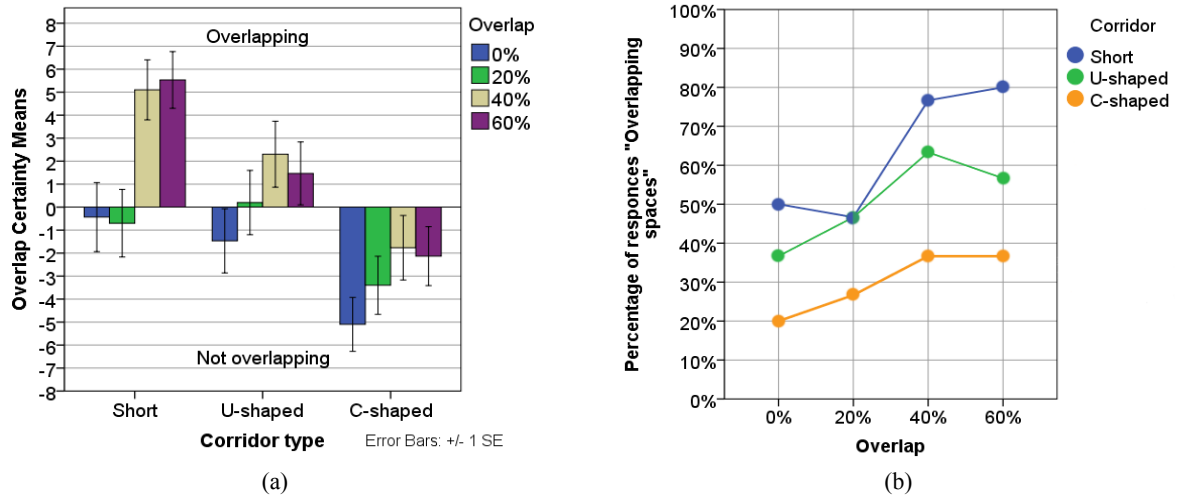 Overlap Certainty Means
8
7
6
5
4
3
2
1
0
-1
-2
-3
-4
-5
-6
-7
-8
Overlapping
Not overlapping
Short
U-shaped
C-shaped
Corridor type
Error Bars: +/- 1 SE
Overlap
0%
20%
40%
60%
(a)
Percentage of responces "Overlapping
spaces"
100%
90%
80%
70%
60%
50%
40%
30%
20%
10%
0%
0%
20%
40%
60%
Overlap
Corridor
Short
U-shaped
C-shaped
(b)